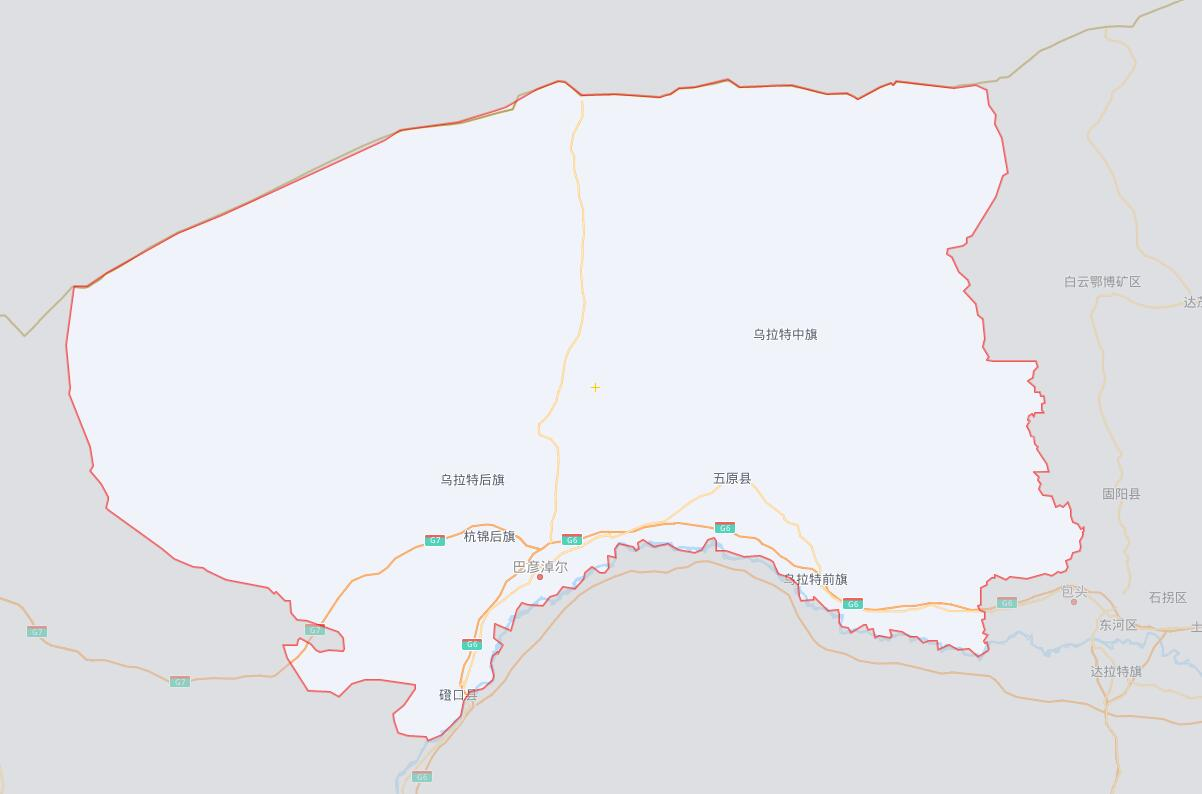 白云鄂博矿区
达茂
乌拉特中旗
乌拉特后旗
五原县
固阳县
G6
杭锦后旗
G7
G6
巴彦淖尔
乌拉特前旗
包头
石拐区
G6
G6
东河区
土
G7
G7
G6
达拉特旗
G7
磴口县
G6